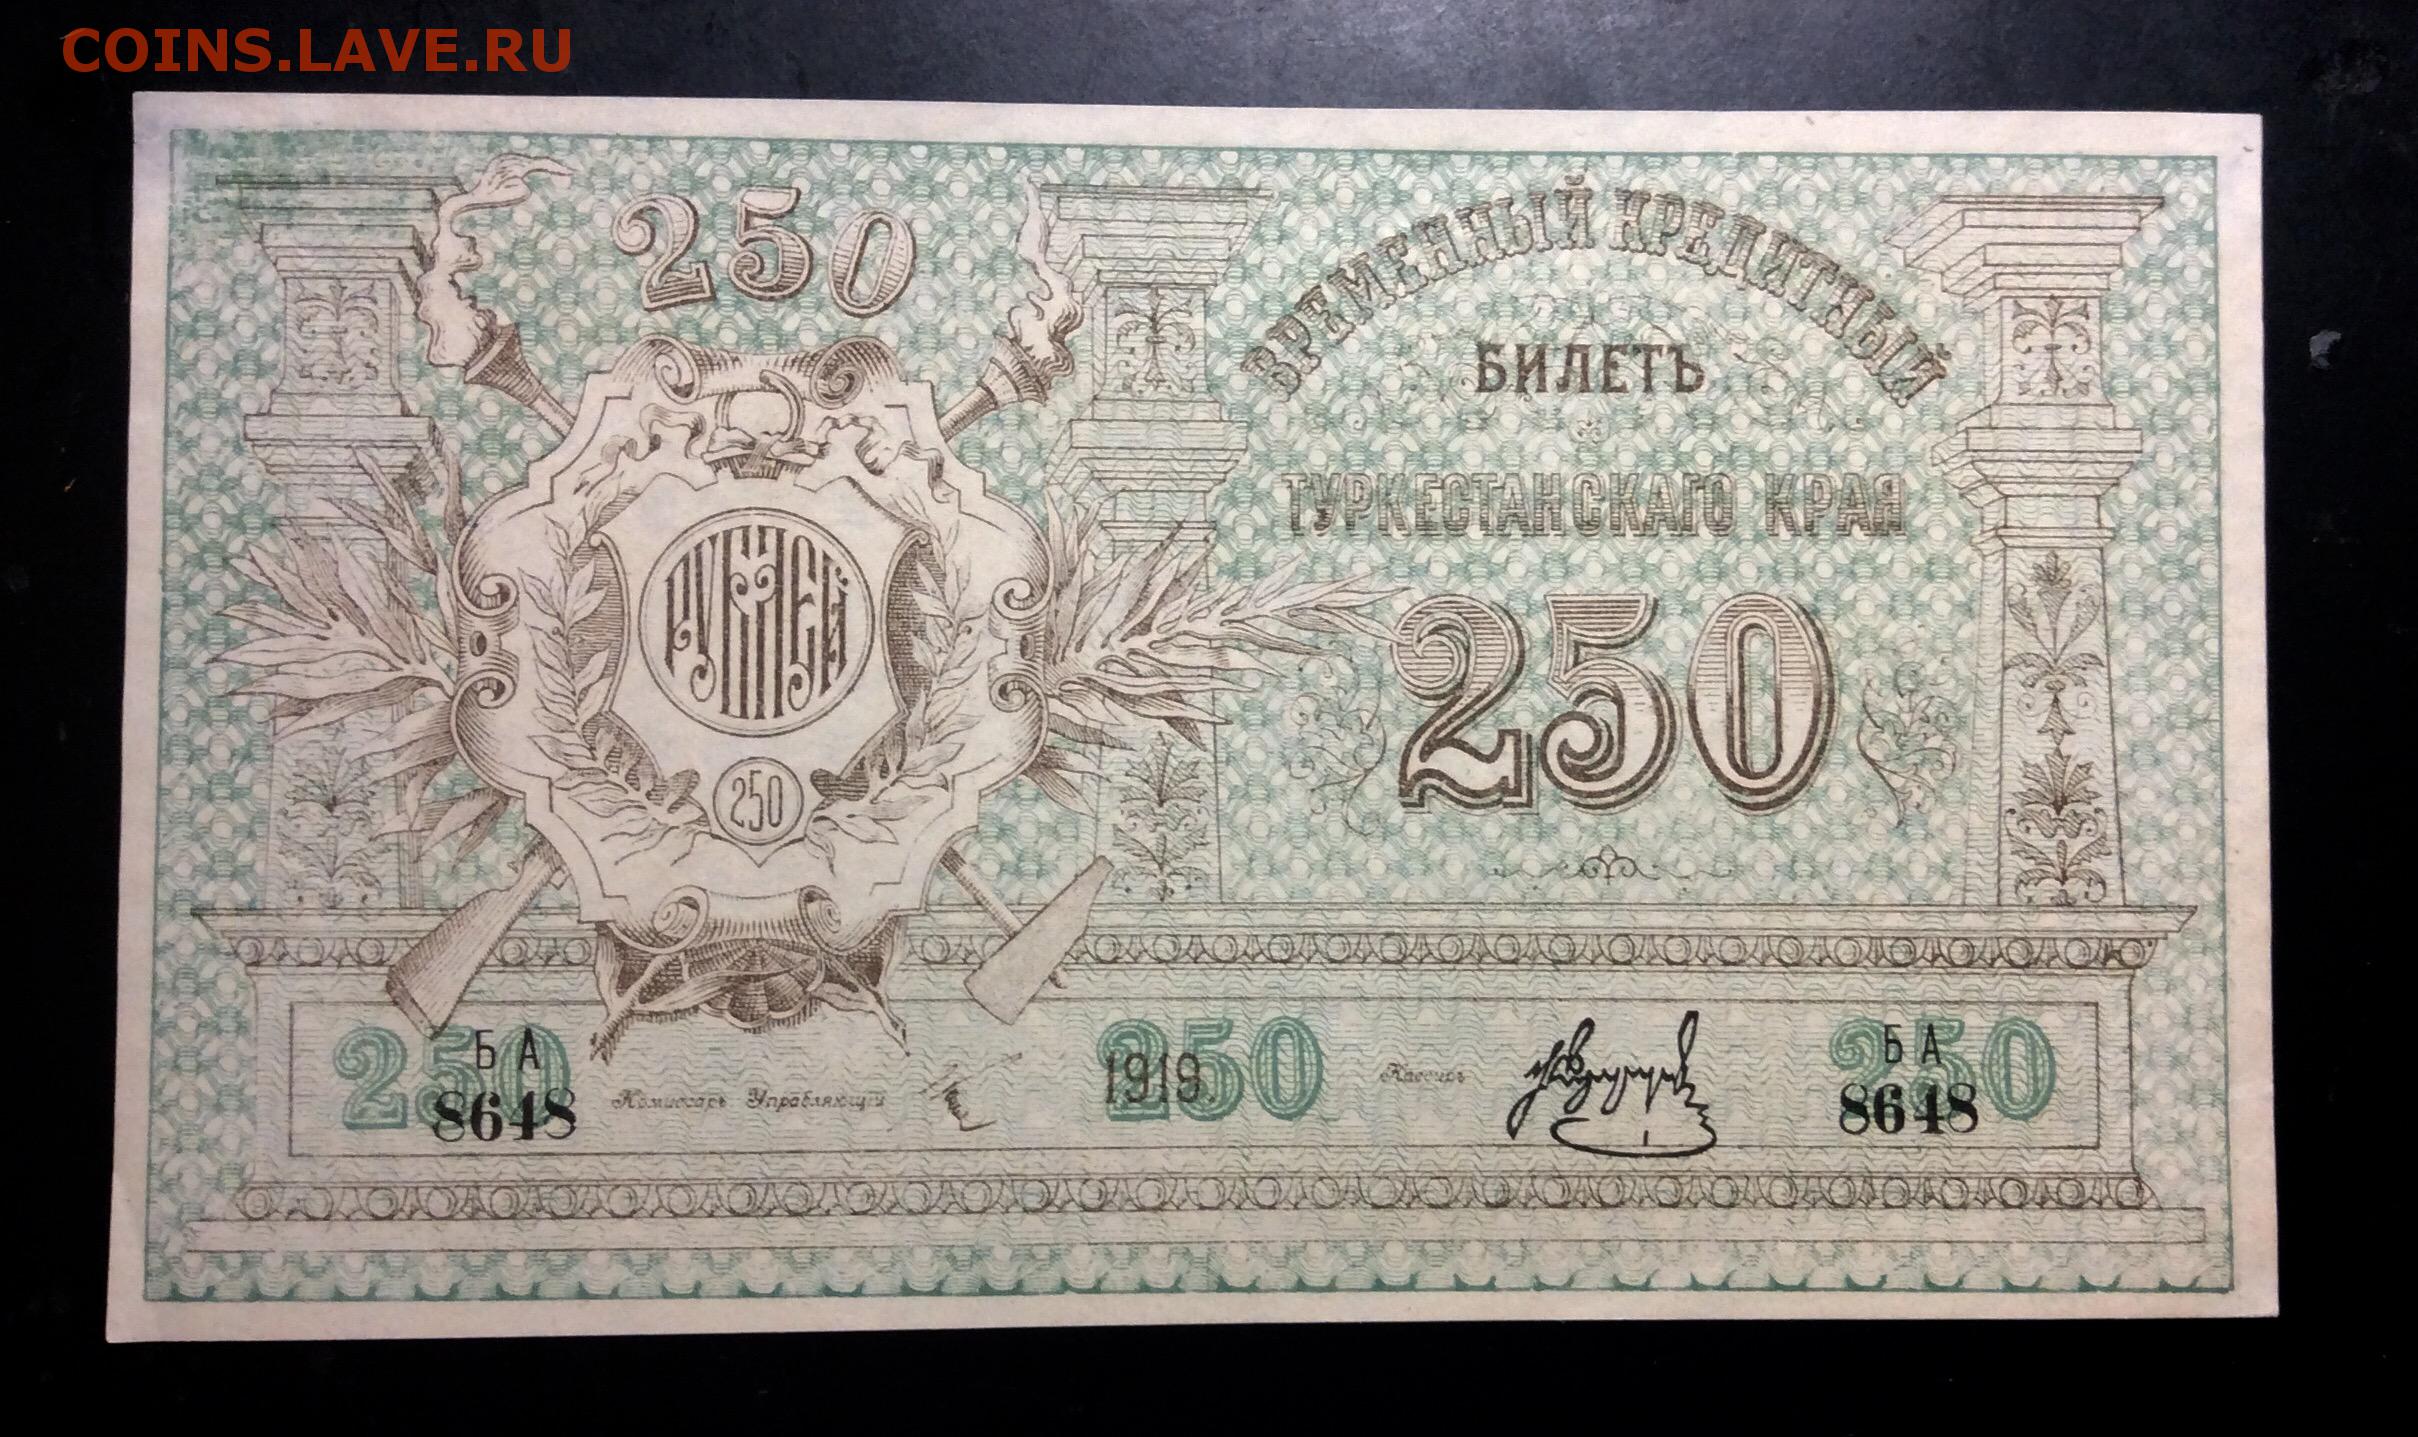 COINS.LAVE.RU
250
ВРЕМЕННЫЙ КРЕДИТНЫЙ
БИЛЕТЪ
ТУРКЕСТАНСКАГО КРАЯ
РУБЛЕЙ
250
250
250
БА
8648
Комиссаръ Управляющій
250
1919.
Кассиръ
250
БА
8648